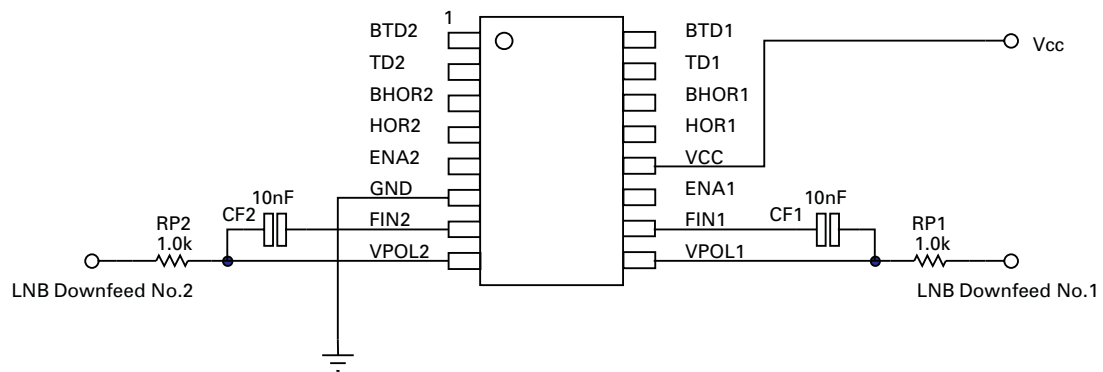 1
BTD2
BTD1
Vcc
TD2
TD1
BHOR2
BHOR1
HOR2
HOR1
ENA2
VCC
GND
ENA1
10nF
CF2
FIN2
FIN1
CF1
10nF
RP2
1.0k
VPOL2
VPOL1
RP1
1.0k
LNB Downfeed No.2
LNB Downfeed No.1